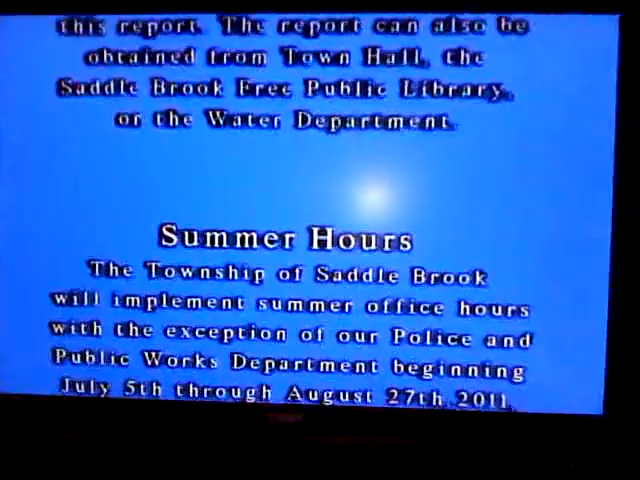 this report. The report can also be
obtained from Town Hall, the
Saddle Brook Free Public Library,
or the Water Department.
Summer Hours
The Township of Saddle Brook
will implement summer office hours
with the exception of our Police and
Public Works Department beginning
July 5th through August 27th, 2011.